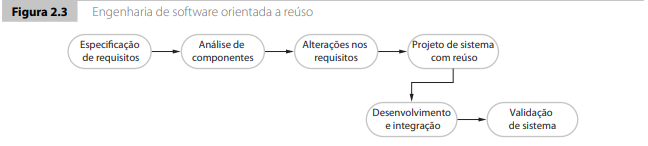 Figura 2.3 Engenharia de software orientada a reúso
Especificação
de requisitos
Análise de
componentes
Alterações nos
requisitos
Projeto de sistema
com reúso
Desenvolvimento
e integração
Validação
de sistema